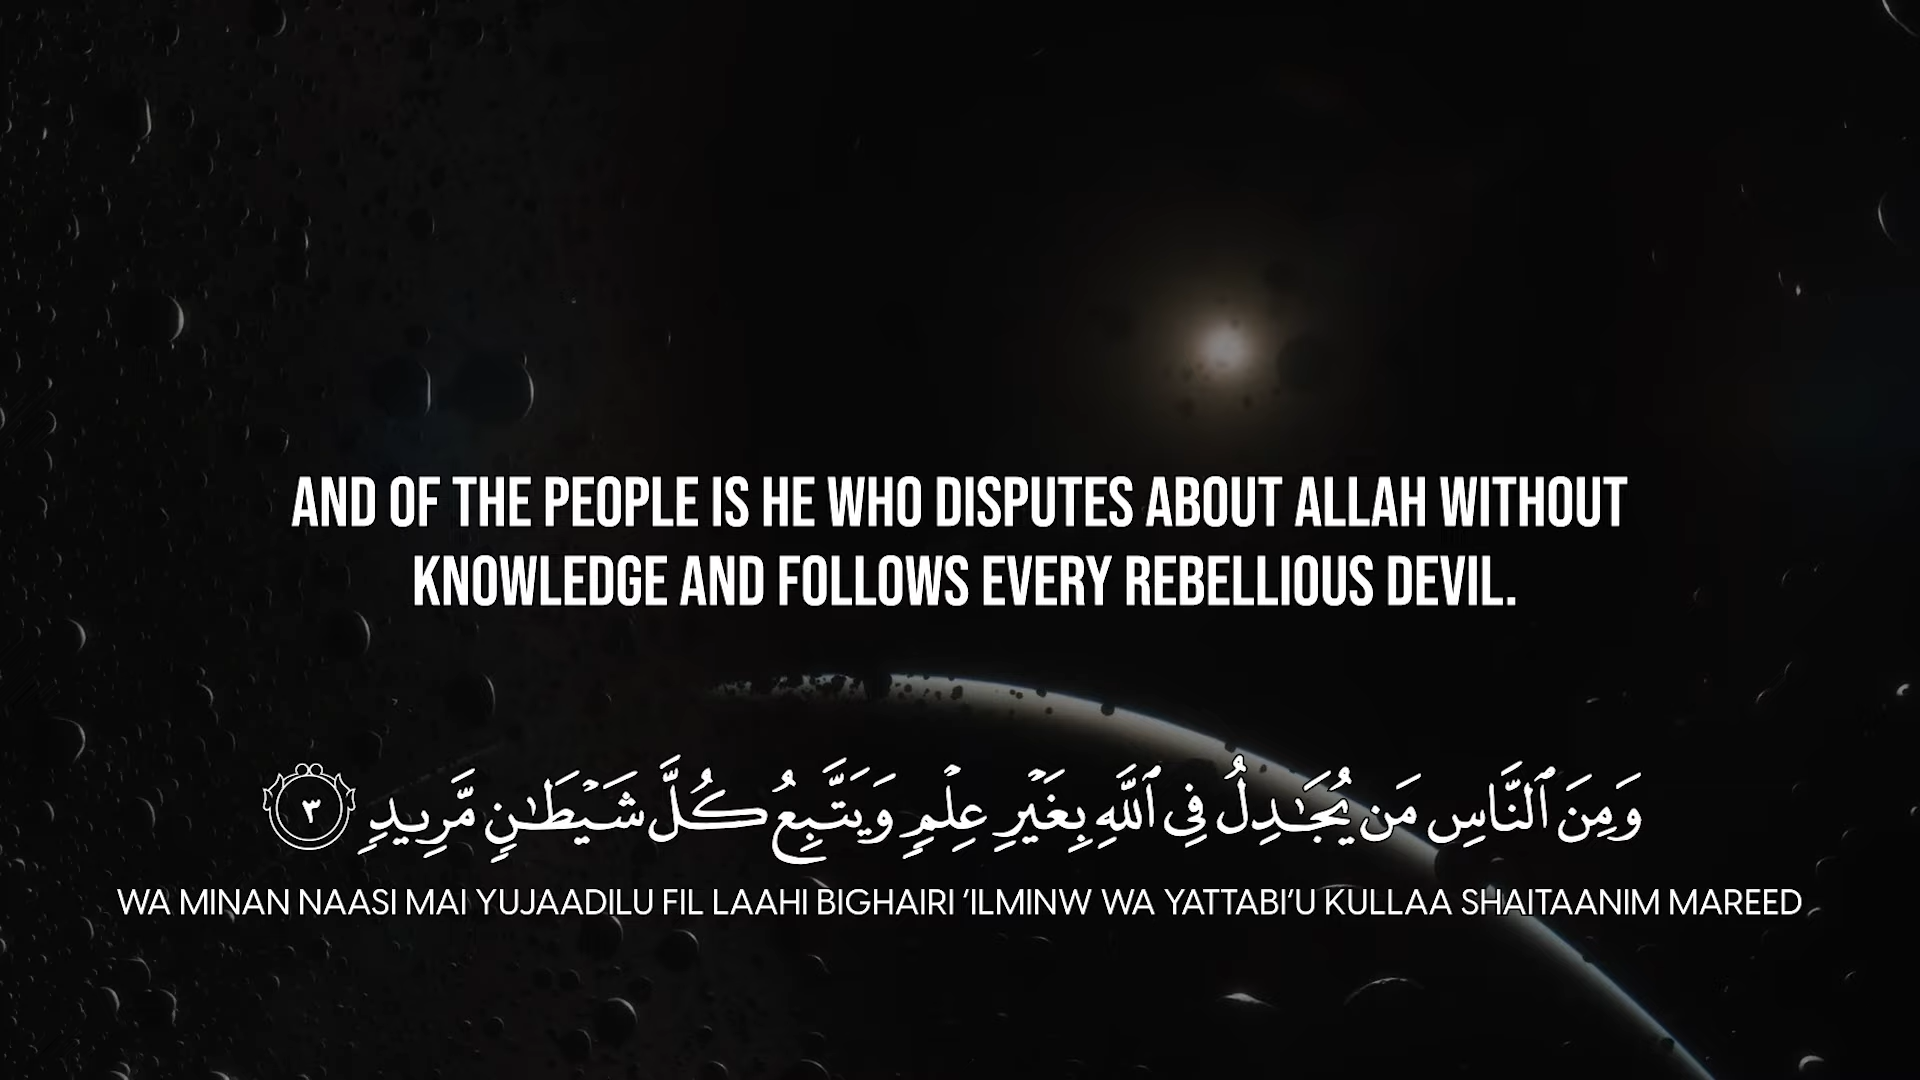 AND OF THE PEOPLE IS HE WHO DISPUTES ABOUT ALLAH WITHOUT
KNOWLEDGE AND FOLLOWS EVERY REBELLIOUS DEVIL.
وَمِنَ ٱلنَّاسِ مَن يُجَٰدِلُ فِي ٱللَّهِ بِغَيۡرِ عِلۡمٖ وَيَتَّبِعُ كُلَّ شَيۡطَٰنٖ مَّرِيدٖ ٣
WA MINAN NAASI MAI YUJAADILU FIL LAAHI BIGHAIRI ‘ILMINW WA YATTABI’U KULLAA SHAITAANIM MAREED